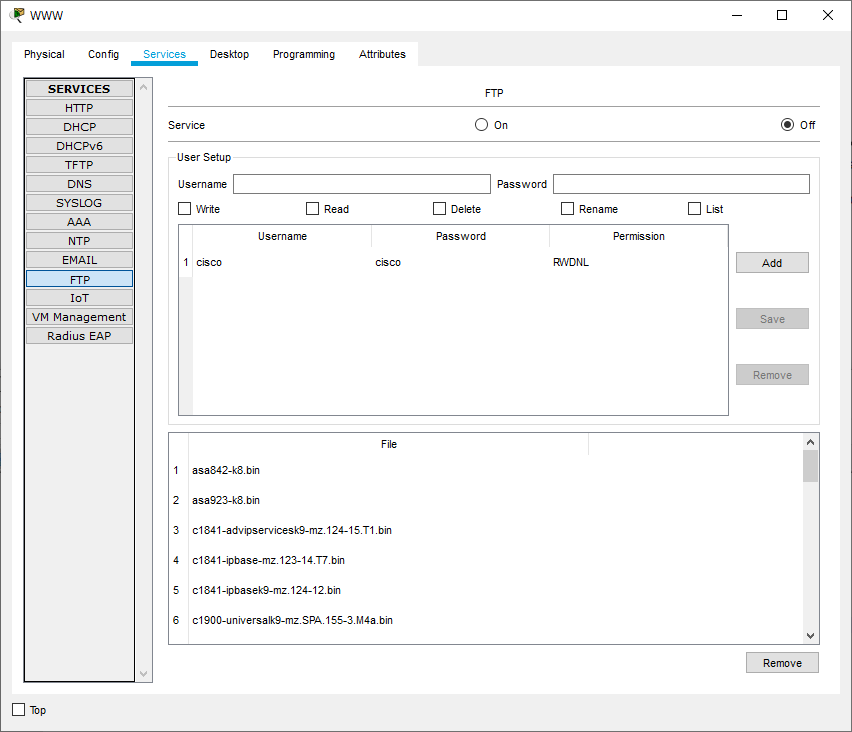 WWW
Physical Config Services Desktop Programming Attributes
SERVICES
HTTP
DHCP
DHCPv6
TFTP
DNS
SYSLOG
AAA
NTP
EMAIL
FTP
IoT
VM Management
Radius EAP
FTP
Service On Off
User Setup
Username Password
Write Read Delete Rename List
Username Password Permission
1 cisco cisco RWDNL
Add
Save
Remove
File
1 asa842-k8.bin
2 asa923-k8.bin
3 c1841-advipservicesk9-mz.124-15.T1.bin
4 c1841-ipbase-mz.123-14.T7.bin
5 c1841-ipbasek9-mz.124-12.bin
6 c1900-universalk9-mz.SPA.155-3.M4a.bin
Remove
Top